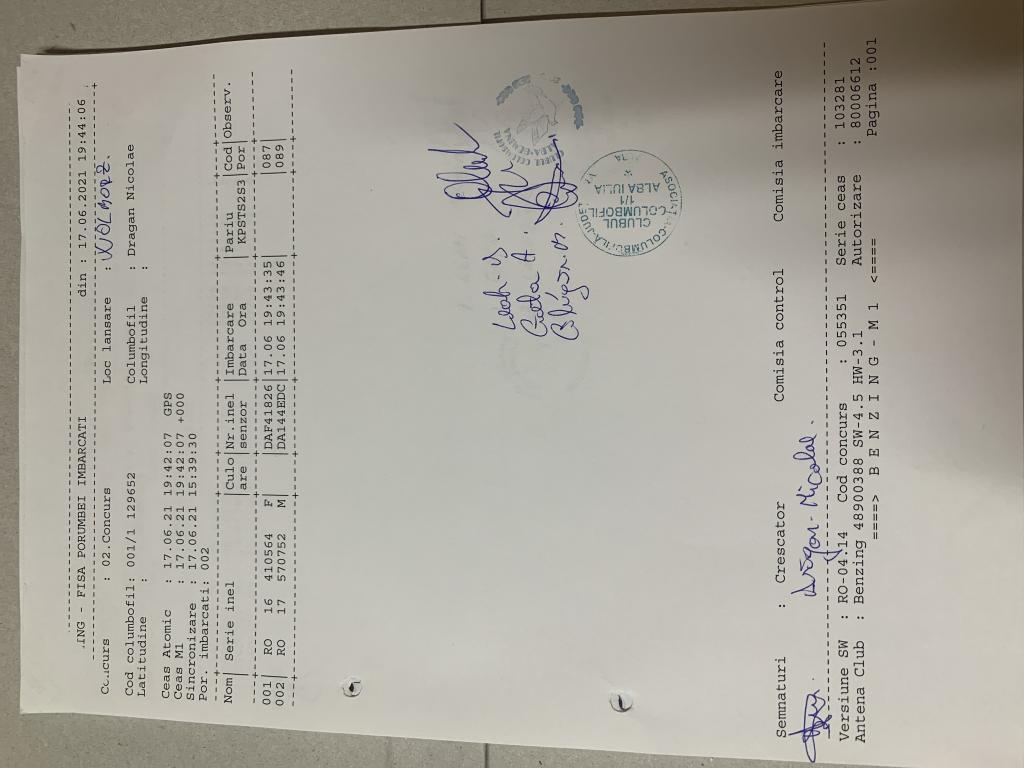 ING - FISA PORUMBEI IMBARCATI din : 17.06.2021 19:44:06
Concurs : 02.Concurs Loc lansare : WOLBORZ.
Cod columbofil: 001/1 129652 Columbofil : Dragan Nicolae
Latitudine : Longitudine :
Ceas Atomic : 17.06.21 19:42:07 GPS
Ceas M1 : 17.06.21 19:42:07 +000
Sincronizare : 17.06.21 15:39:30
Por. imbarcati: 002
Nom| Serie inel |Culo|Nr.inel |Imbarcare |Pariu |Cod|Observ.
|are |senzor |Data Ora | KPSTS2S3|Por|
001| RO 16 410564 F | |DAF41826|17.06 19:43:35| |087|
002| RO 17 570752 M | |DA144EDC|17.06 19:43:46| |089|
CLUBUL COLUMBOFIL
1/1
ALBA IULIA
Semnaturi : Crescator Comisia control Comisia imbarcare
Nicolae.
Versiune SW : RO-04.14 Cod concurs : 055351 Serie ceas : 103281
Antena Club : Benzing 48900388 SW-4.5 HW-3.1 Autorizare : 80006612
====> B E N Z I N G - M 1 <==== Pagina :001